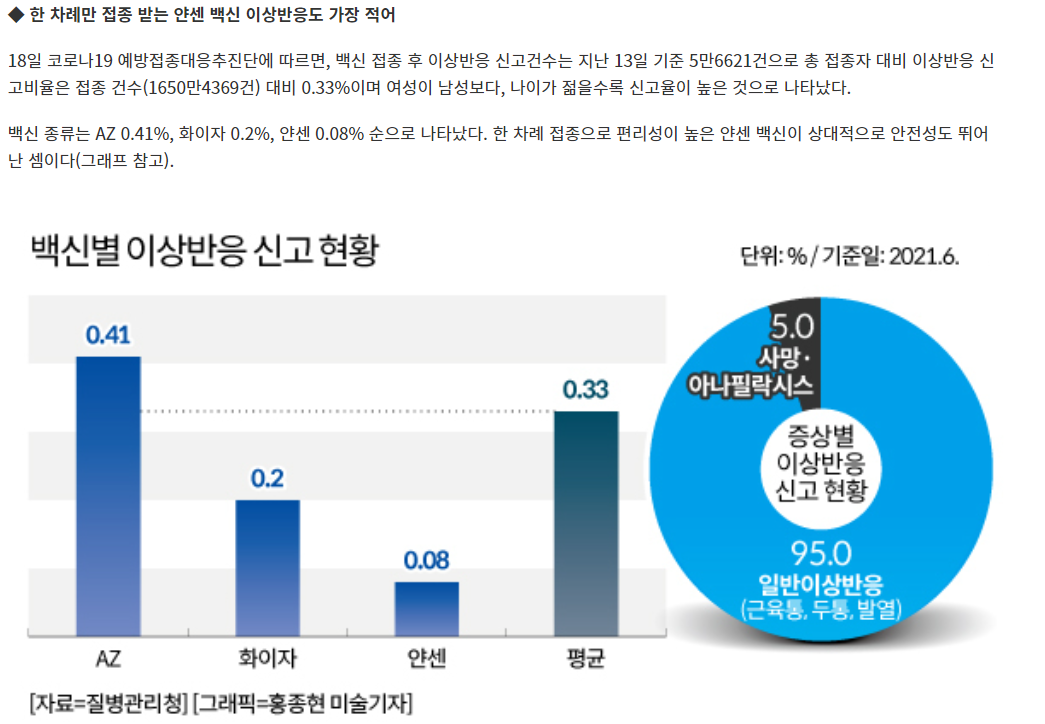 ◆ 한 차례만 접종 받는 얀센 백신 이상반응도 가장 적어
18일 코로나19 예방접종대응추진단에 따르면, 백신 접종 후 이상반응 신고건수는 지난 13일 기준 5만6621건으로 총 접종자 대비 이상반응 신
고비율은 접종 건수(1650만4369건) 대비 0.33%이며 여성이 남성보다, 나이가 젊을수록 신고율이 높은 것으로 나타났다.
백신 종류는 AZ 0.41%, 화이자 0.2%, 얀센 0.08% 순으로 나타났다. 한 차례 접종으로 편리성이 높은 얀센 백신이 상대적으로 안전성도 뛰어
난 셈이다(그래프 참고).
백신별 이상반응 신고 현황
단위: % / 기준일: 2021.6.
0.41
0.2
0.08
0.33
AZ
화이자
얀센
평균
5.0
사망·
아나필락시스
증상별
이상반응
신고 현황
95.0
일반이상반응
(근육통, 두통, 발열)
[자료=질병관리청] [그래픽=홍종현 미술기자]